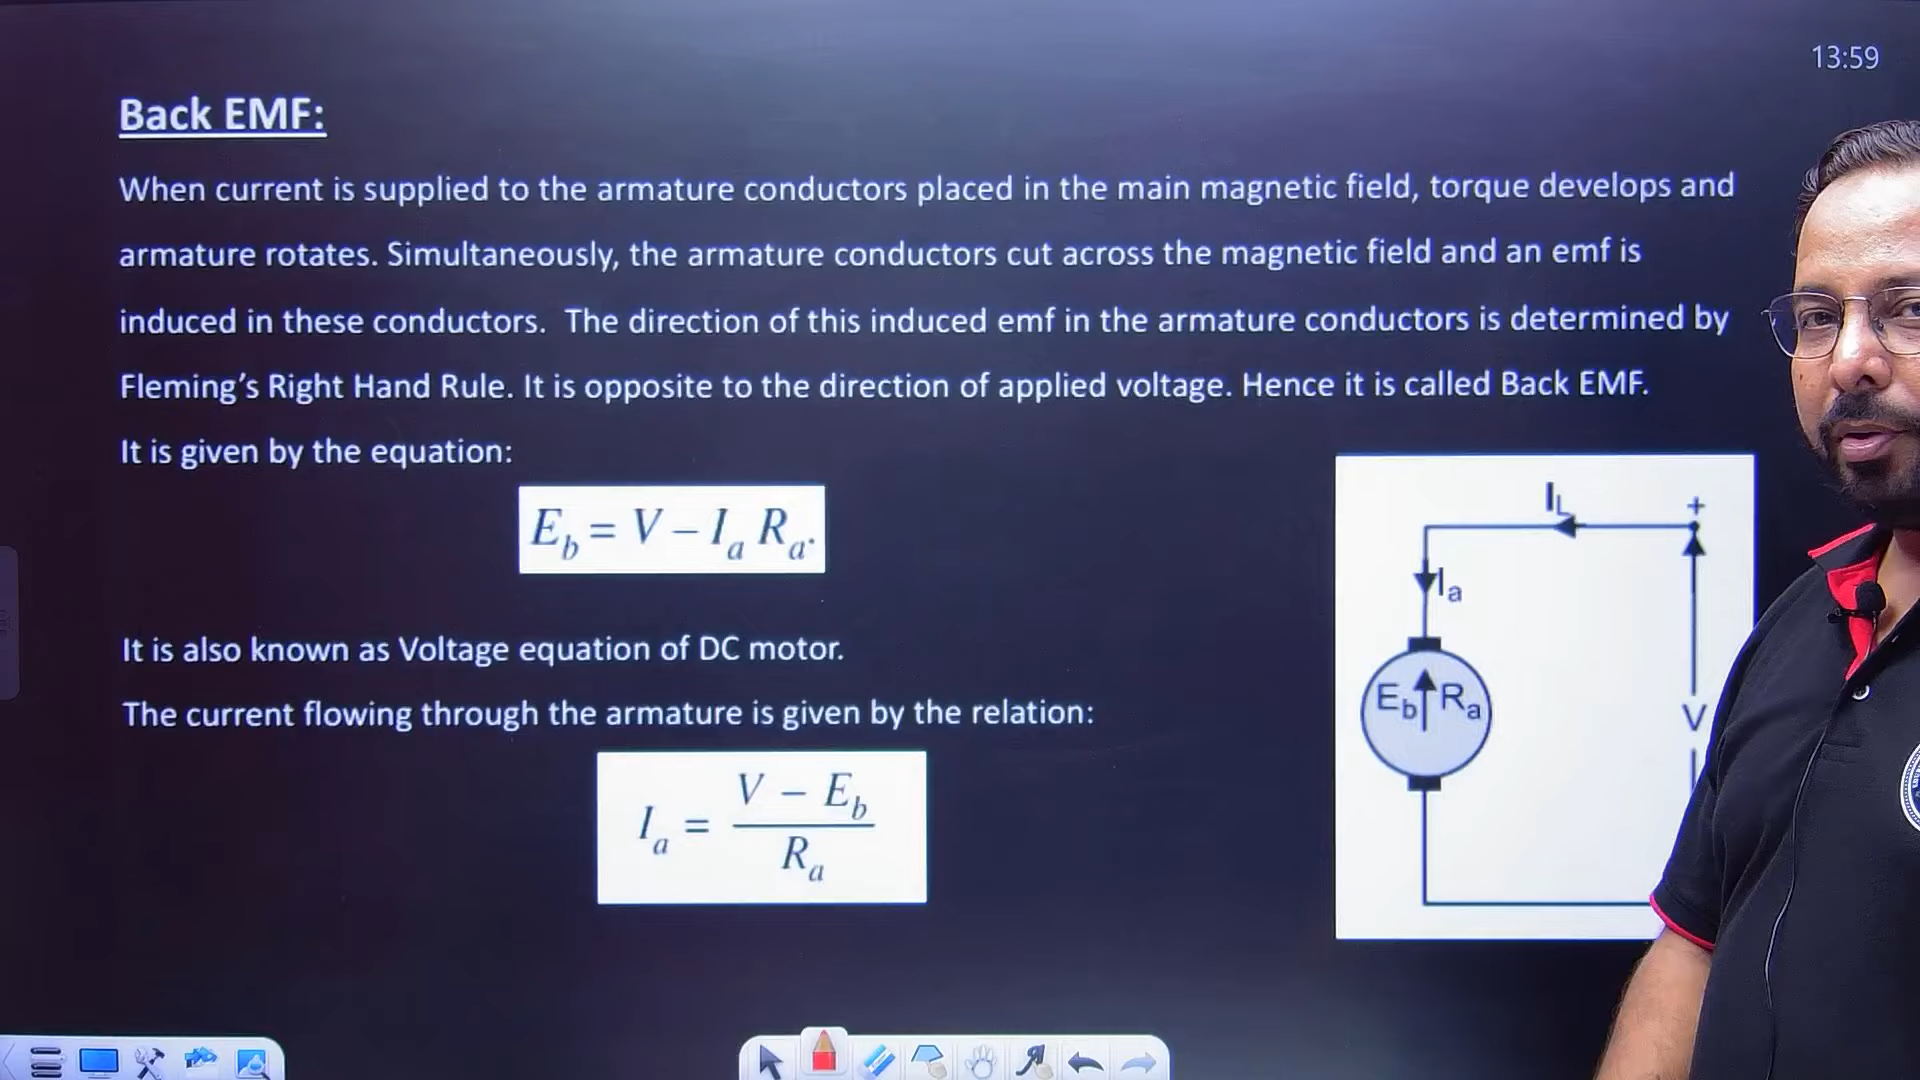 13:59
Back EMF:
When current is supplied to the armature conductors placed in the main magnetic field, torque develops and
armature rotates. Simultaneously, the armature conductors cut across the magnetic field and an emf is
induced in these conductors.  The direction of this induced emf in the armature conductors is determined by
Fleming’s Right Hand Rule. It is opposite to the direction of applied voltage. Hence it is called Back EMF.
It is given by the equation:
E_b = V – I_a R_a.
It is also known as Voltage equation of DC motor.
The current flowing through the armature is given by the relation:
I_a = (V – E_b) / R_a
I_L
+
I_a
E_b R_a
V